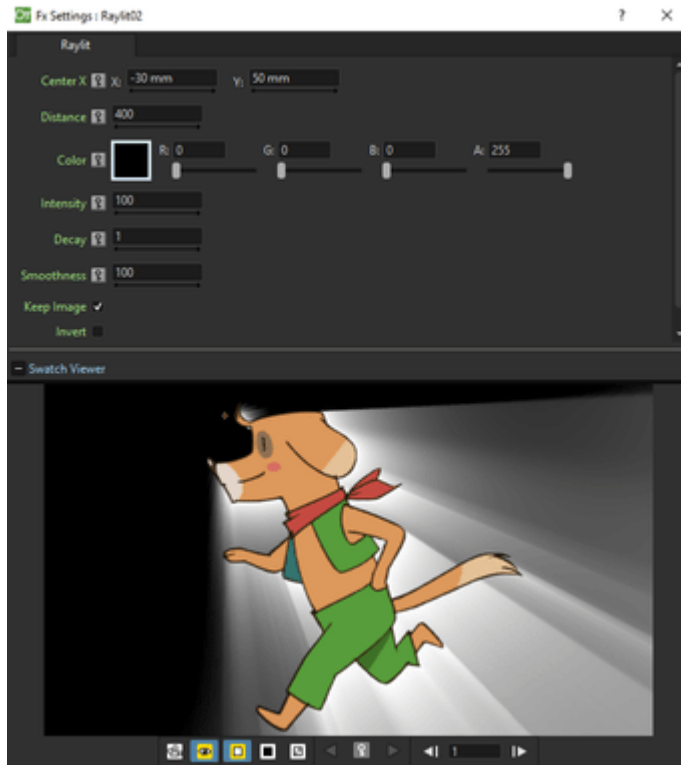 Fx Settings : Raylit02
Raylit
Center X X: -30 mm Y: 50 mm
Distance 400
Color R: 0 G: 0 B: 0 A: 255
Intensity 100
Decay 1
Smoothness 100
Keep Image
Invert
Swatch Viewer
1